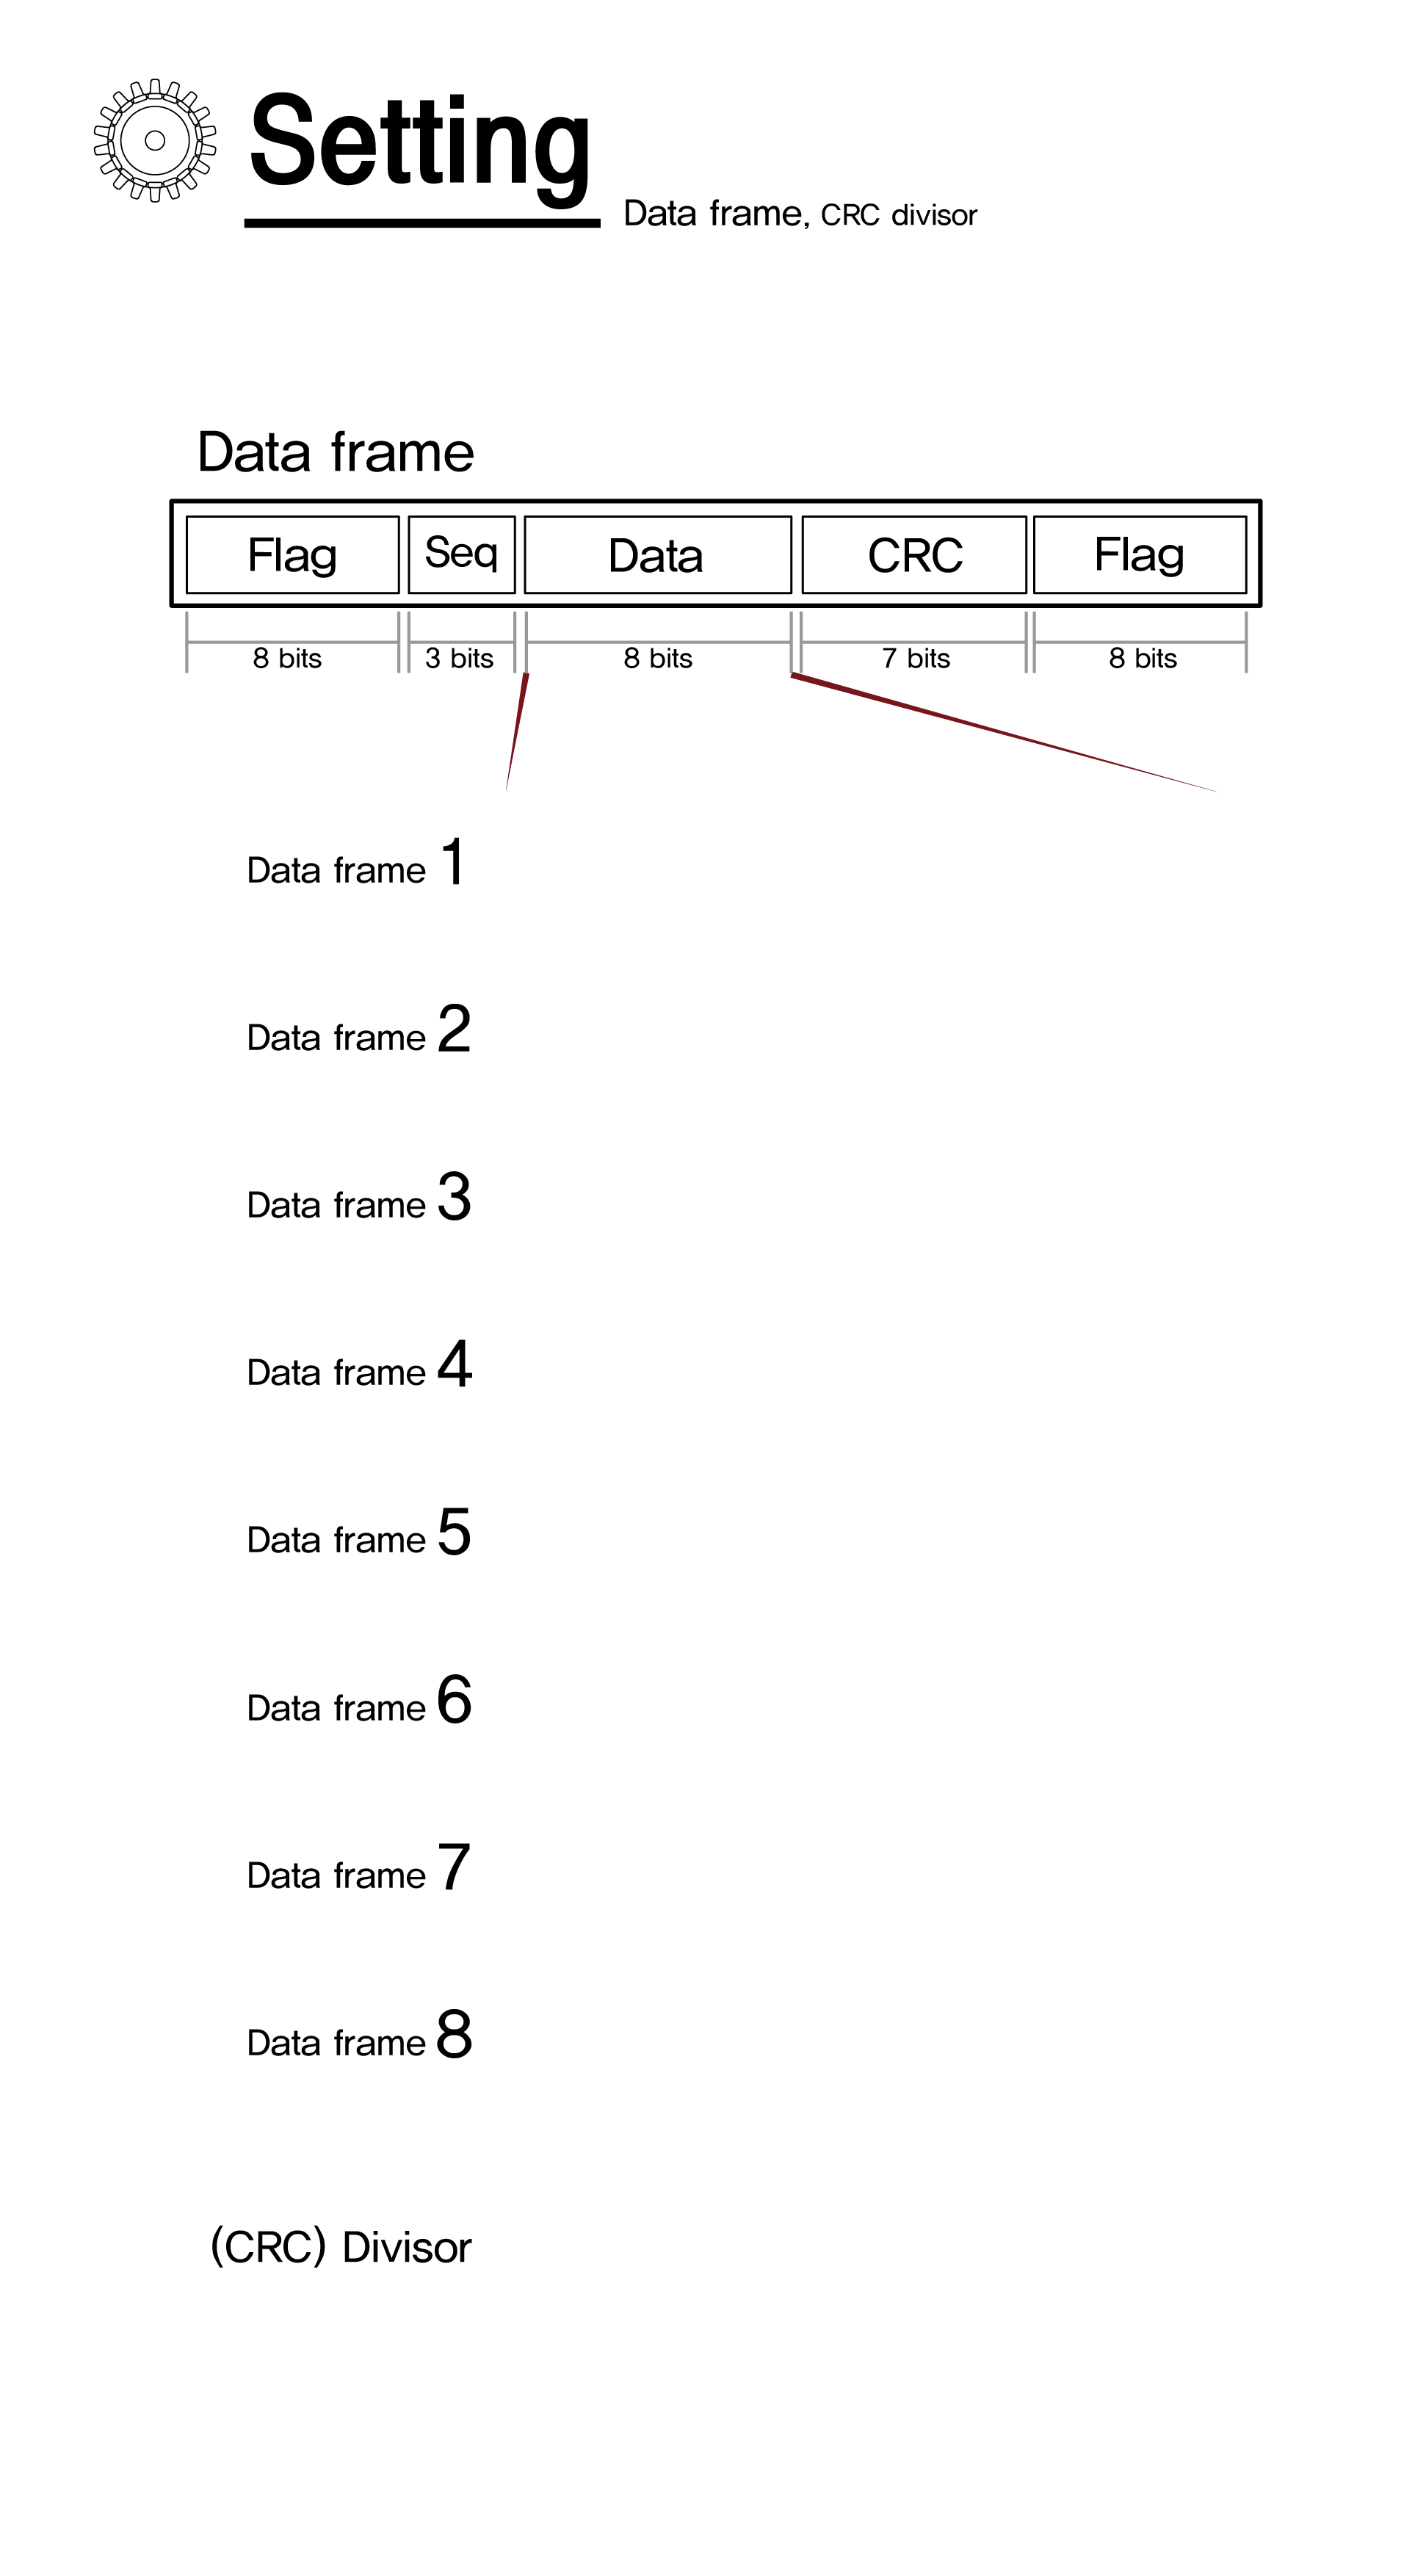 Setting
Data frame, CRC divisor
Data frame
Flag Seq Data CRC Flag
8 bits 3 bits 8 bits 7 bits 8 bits
Data frame 1
Data frame 2
Data frame 3
Data frame 4
Data frame 5
Data frame 6
Data frame 7
Data frame 8
(CRC) Divisor